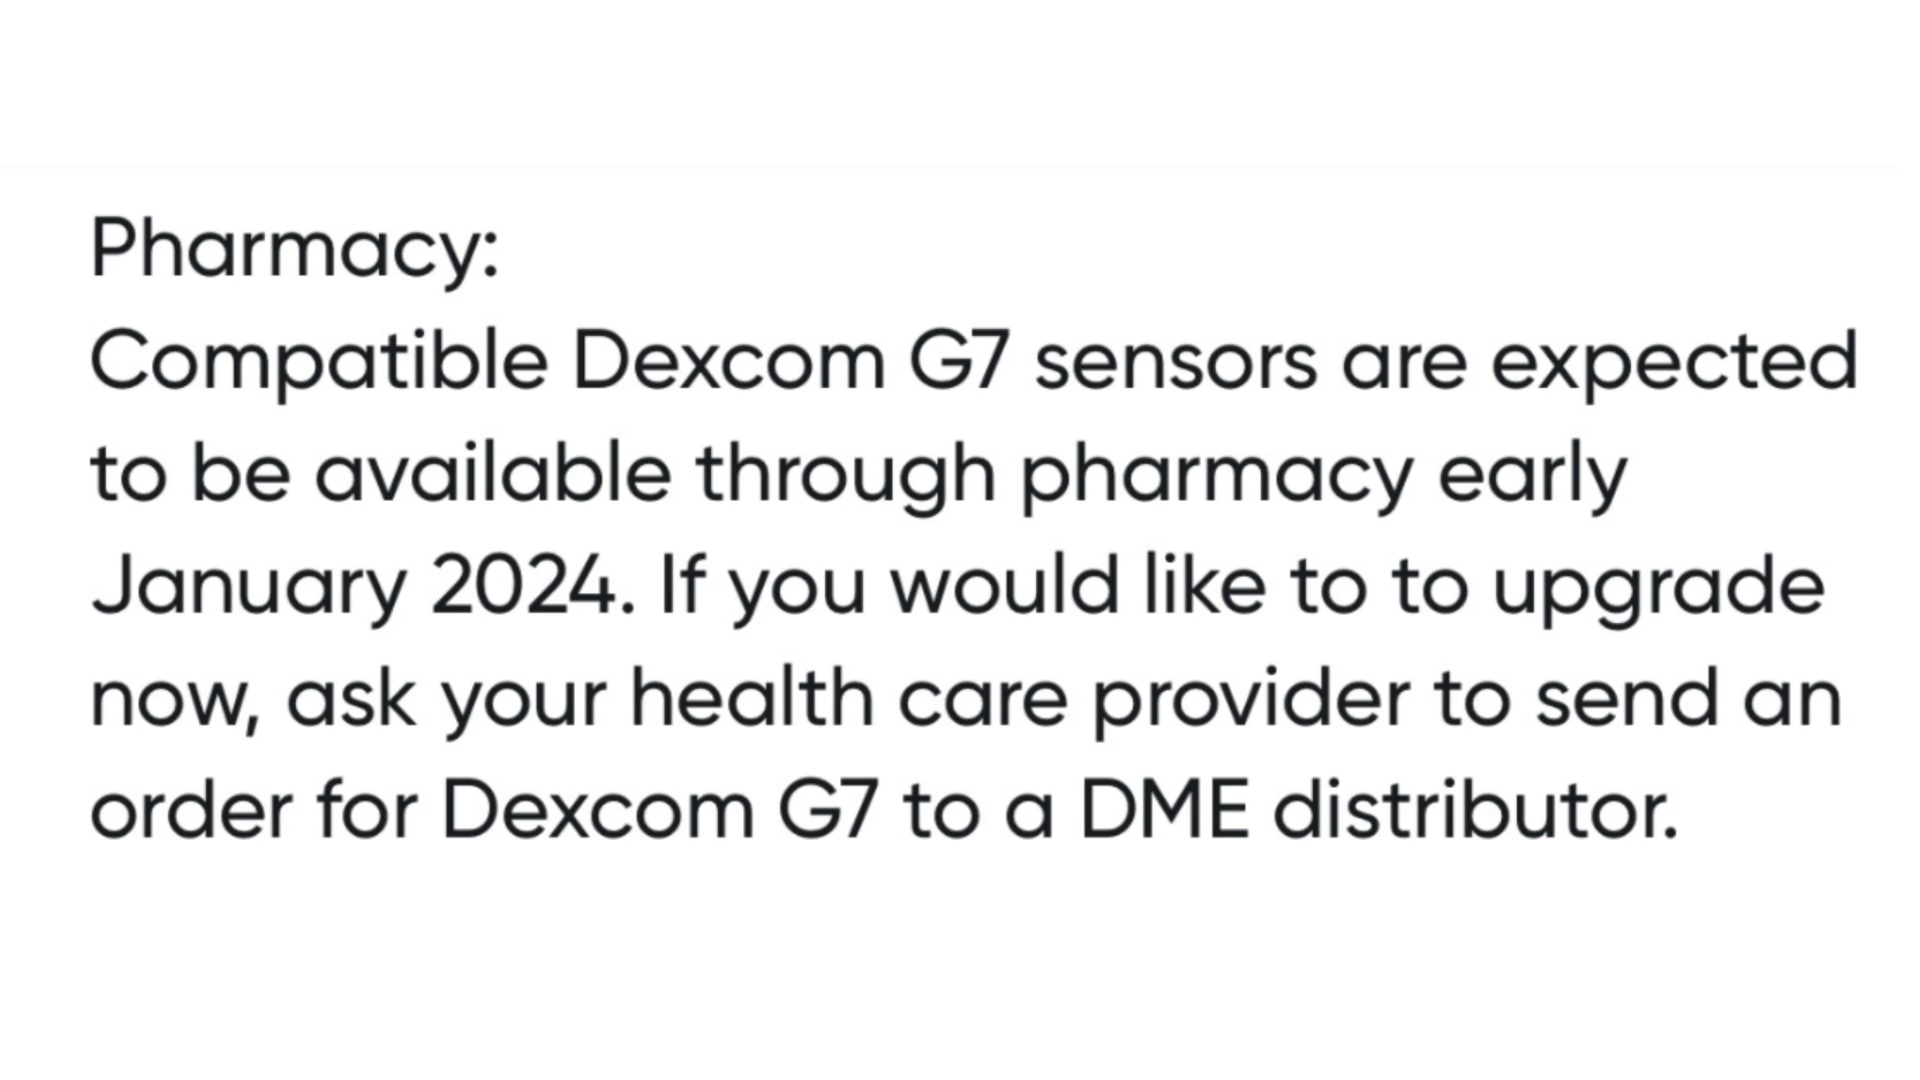 Pharmacy:
Compatible Dexcom G7 sensors are expected
to be available through pharmacy early
January 2024. If you would like to to upgrade
now, ask your health care provider to send an
order for Dexcom G7 to a DME distributor.